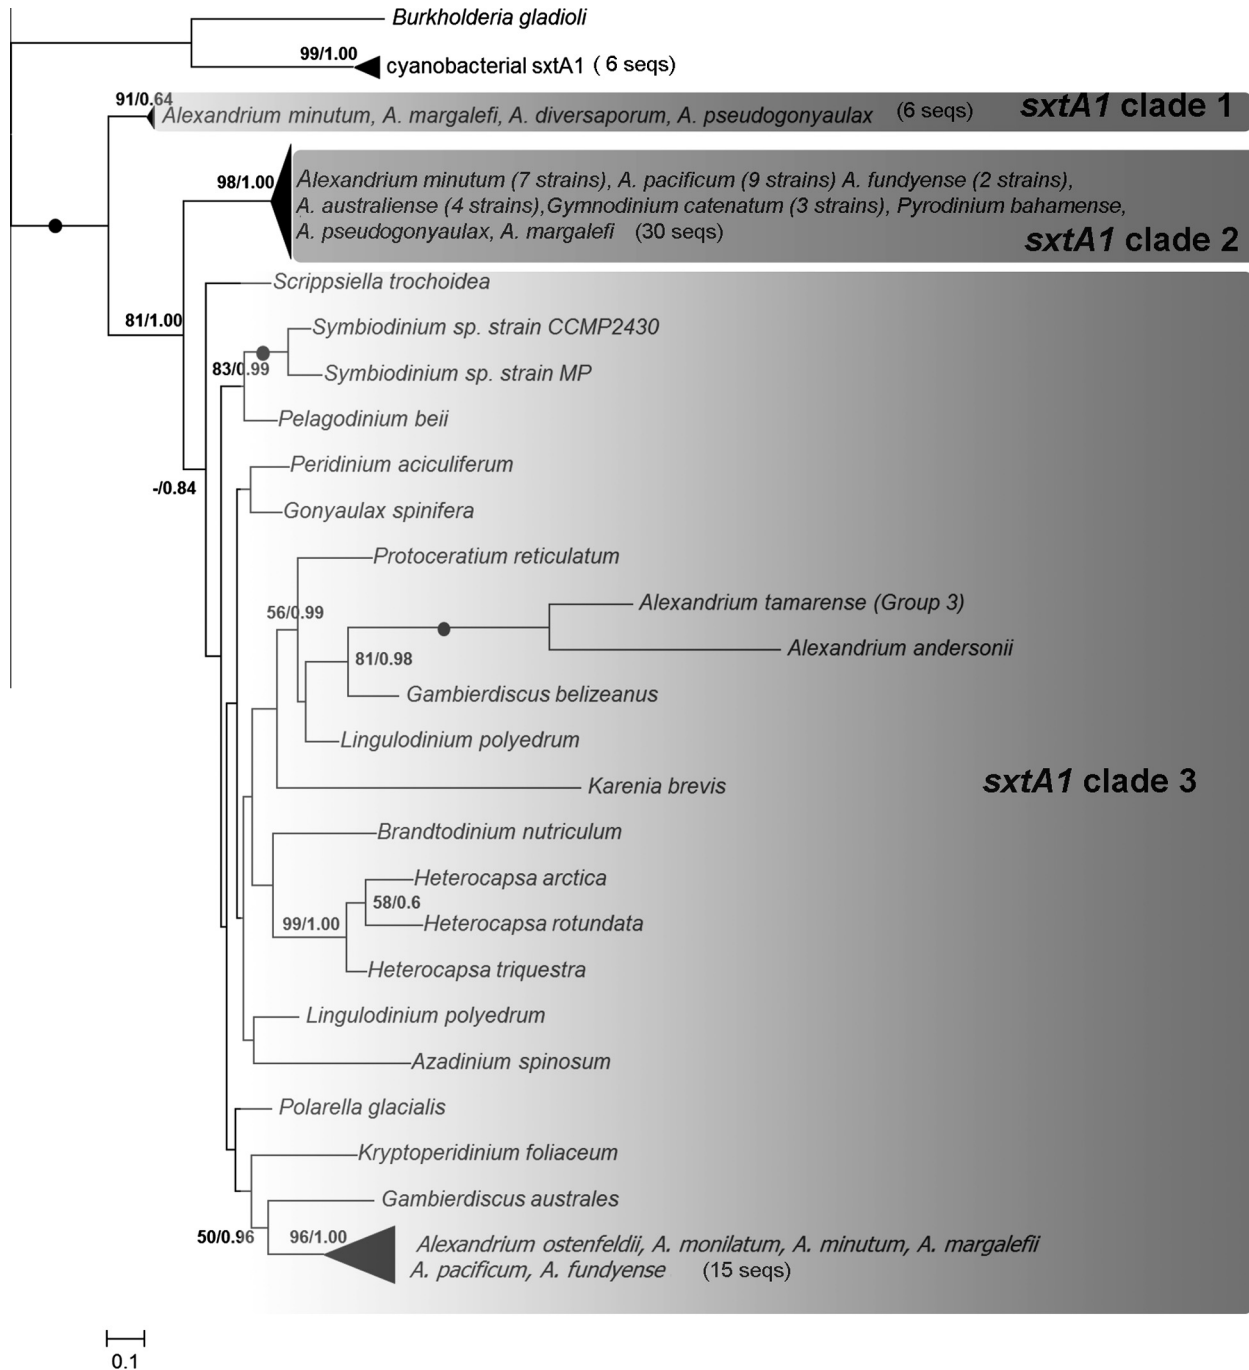 Burkholderia gladioli
99/1.00
cyanobacterial sxtA1 ( 6 seqs)
91/0.64
Alexandrium minutum, A. margalefi, A. diversaporum, A. pseudogonyaulax (6 seqs)
sxtA1 clade 1
98/1.00
Alexandrium minutum (7 strains), A. pacificum (9 strains) A. fundyense (2 strains),
A. australiense (4 strains),Gymnodinium catenatum (3 strains), Pyrodinium bahamense,
A. pseudogonyaulax, A. margalefi (30 seqs)
sxtA1 clade 2
Scrippsiella trochoidea
81/1.00
Symbiodinium sp. strain CCMP2430
83/0.99
Symbiodinium sp. strain MP
Pelagodinium beii
Peridinium aciculiferum
-/0.84
Gonyaulax spinifera
Protoceratium reticulatum
56/0.99
Alexandrium tamarense (Group 3)
81/0.98
Alexandrium andersonii
Gambierdiscus belizeanus
Lingulodinium polyedrum
Karenia brevis
sxtA1 clade 3
Brandtodinium nutriculum
Heterocapsa arctica
58/0.6
99/1.00
Heterocapsa rotundata
Heterocapsa triquestra
Lingulodinium polyedrum
Azadinium spinosum
Polarella glacialis
Kryptoperidinium foliaceum
Gambierdiscus australes
50/0.96
96/1.00
Alexandrium ostenfeldii, A. monilatum, A. minutum, A. margalefii
A. pacificum, A. fundyense (15 seqs)
0.1